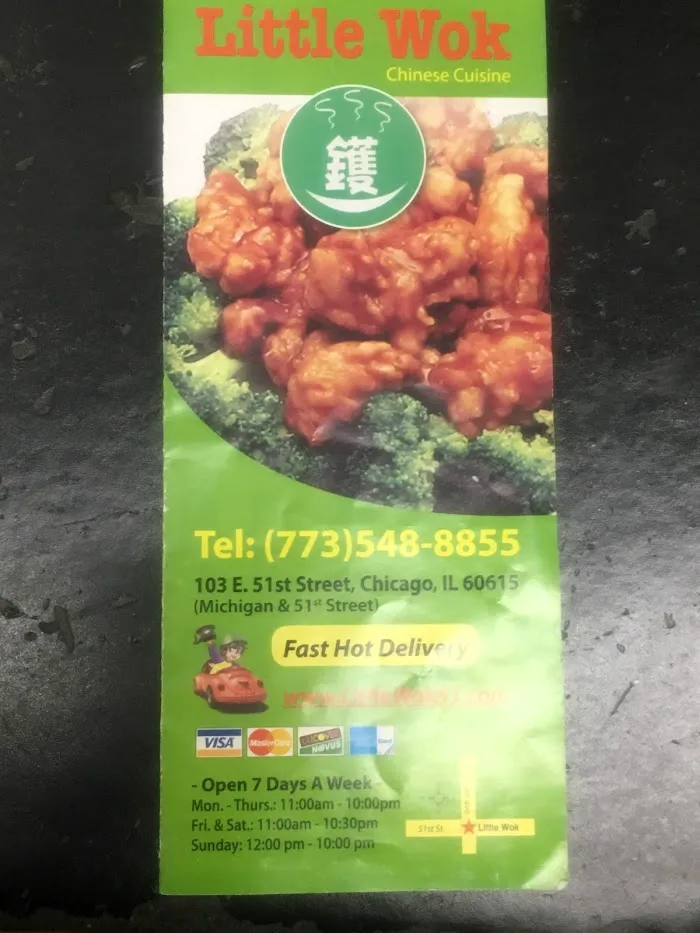 Little Wok
Chinese Cuisine
鑊
Tel: (773)548-8855
103 E. 51st Street, Chicago, IL 60615
(Michigan & 51st Street)
Fast Hot Delivery
VISA
MasterCard
DISCOVER
NOVUS
- Open 7 Days A Week -
Mon. - Thurs.: 11:00am - 10:00pm
Fri. & Sat.: 11:00am - 10:30pm
Sunday: 12:00 pm - 10:00 pm
51st St.
Little Wok